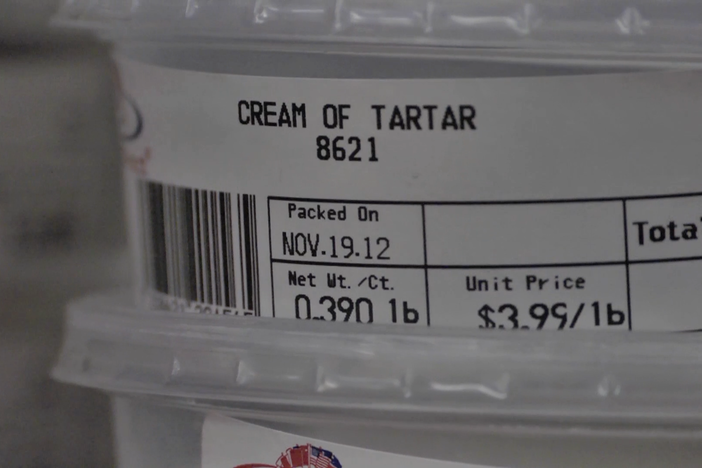 CREAM OF TARTAR
8621
Packed On
NOV.19.12
Tota
Net Wt./Ct.
Unit Price
0.390 lb
$3.99/lb